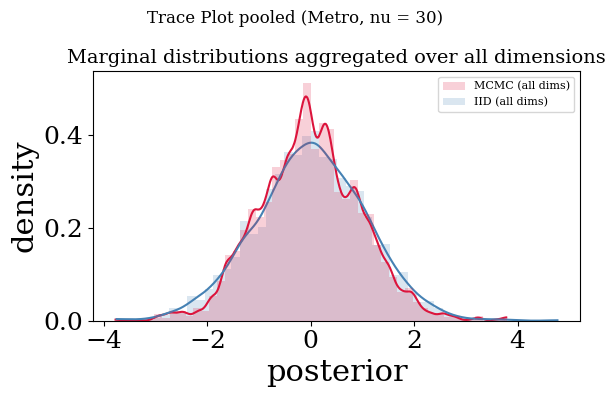 Trace Plot pooled (Metro, nu = 30)
Marginal distributions aggregated over all dimensions
MCMC (all dims)
IID (all dims)
density
0.4
0.2
0.0
−4
−2
0
2
4
posterior